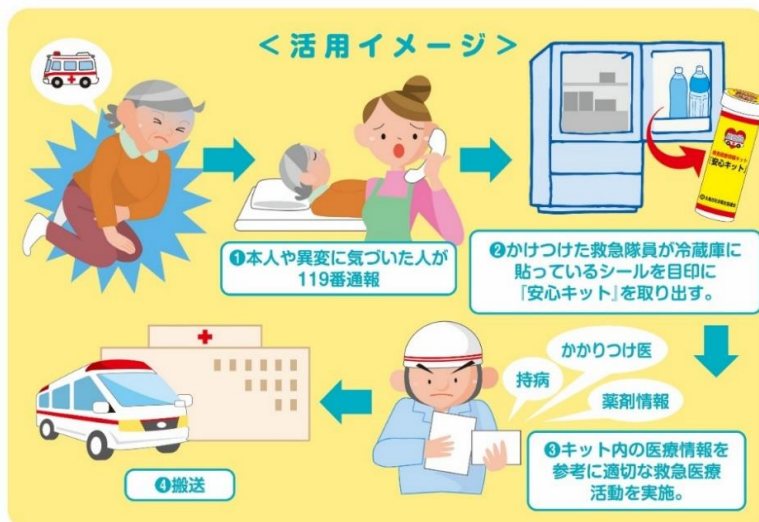 ＜活用イメージ＞
❶本人や異変に気づいた人が
119番通報
『安心キット』
❷かけつけた救急隊員が冷蔵庫に
貼っているシールを目印に
『安心キット』を取り出す。
かかりつけ医
持病
薬剤情報
❸キット内の医療情報を
参考に適切な救急医療
活動を実施。
❹搬送